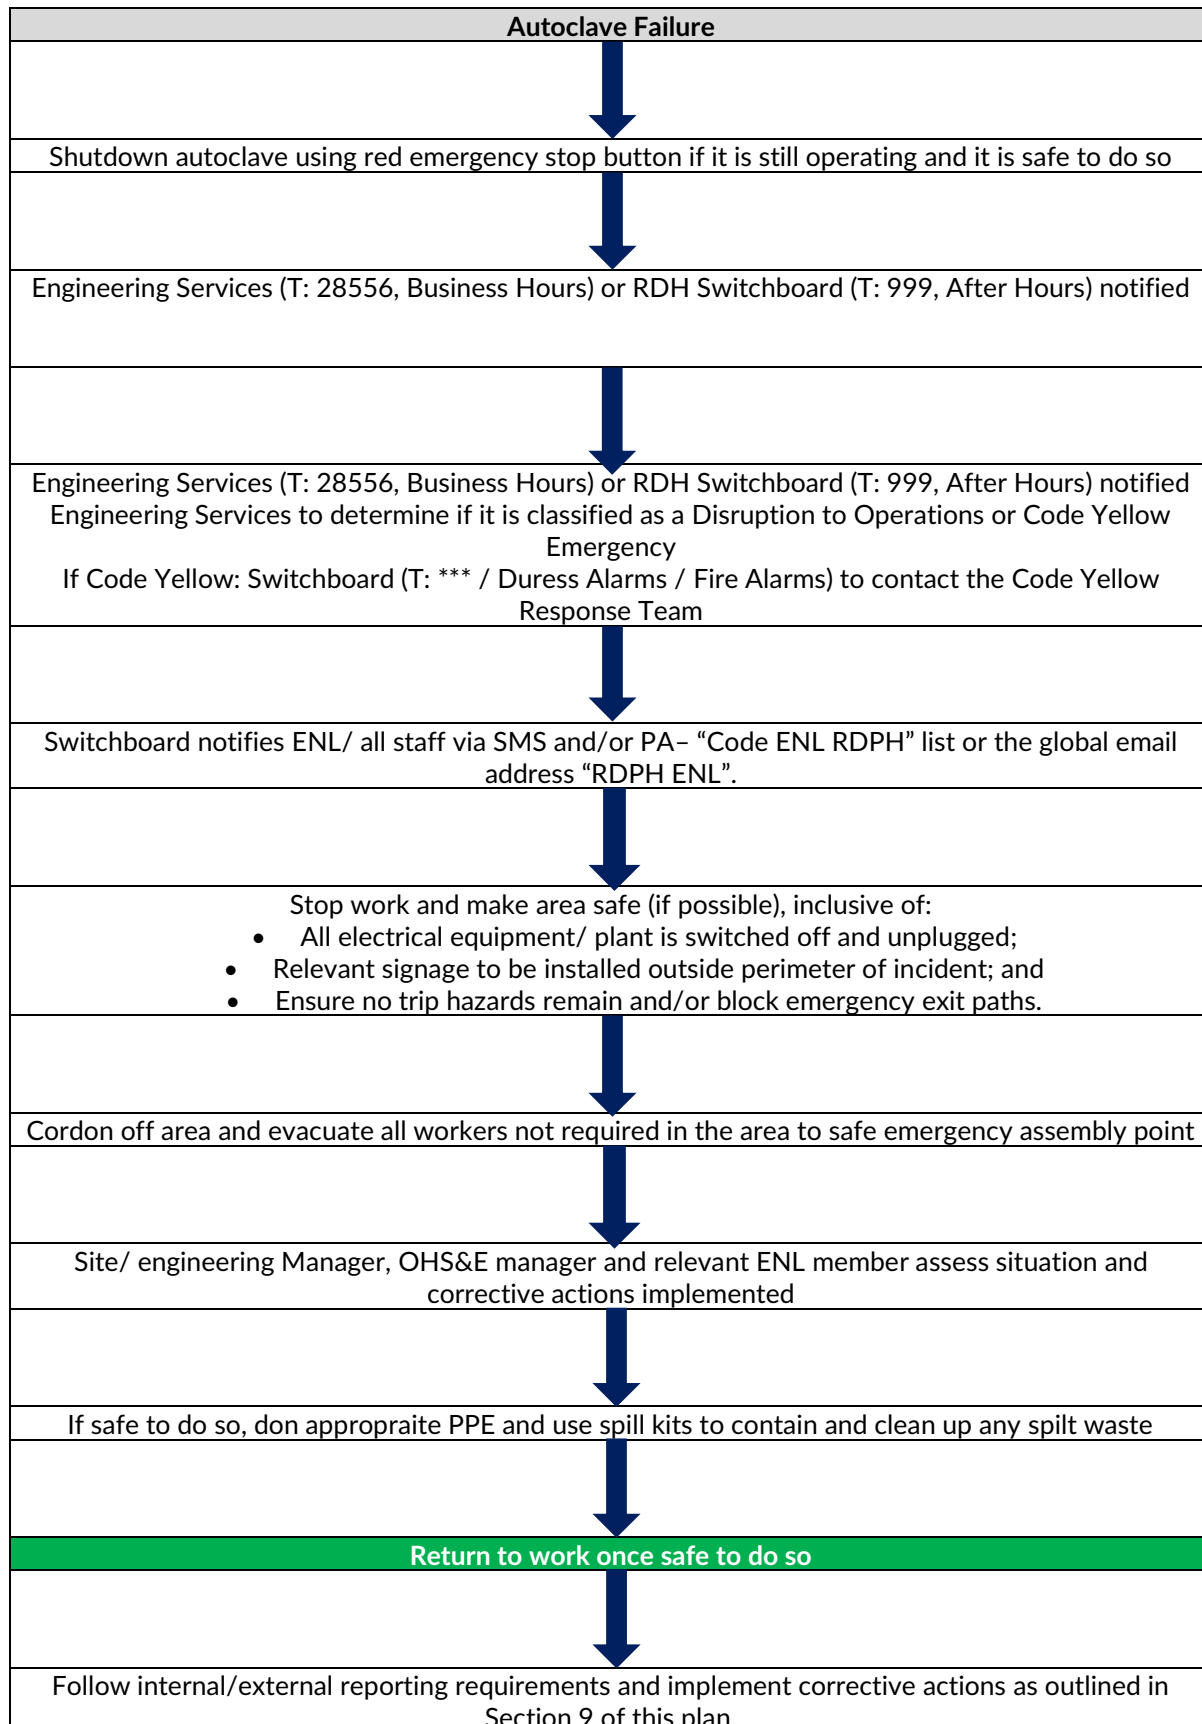 Autoclave Failure
Shutdown autoclave using red emergency stop button if it is still operating and it is safe to do so
Engineering Services (T: 28556, Business Hours) or RDH Switchboard (T: 999, After Hours) notified
Engineering Services (T: 28556, Business Hours) or RDH Switchboard (T: 999, After Hours) notified
Engineering Services to determine if it is classified as a Disruption to Operations or Code Yellow
Emergency
If Code Yellow: Switchboard (T: *** / Duress Alarms / Fire Alarms) to contact the Code Yellow
Response Team
Switchboard notifies ENL/ all staff via SMS and/or PA– “Code ENL RDPH” list or the global email
address “RDPH ENL”.
Stop work and make area safe (if possible), inclusive of:
• All electrical equipment/ plant is switched off and unplugged;
• Relevant signage to be installed outside perimeter of incident; and
• Ensure no trip hazards remain and/or block emergency exit paths.
Cordon off area and evacuate all workers not required in the area to safe emergency assembly point
Site/ engineering Manager, OHS&E manager and relevant ENL member assess situation and
corrective actions implemented
If safe to do so, don appropraite PPE and use spill kits to contain and clean up any spilt waste
Return to work once safe to do so
Follow internal/external reporting requirements and implement corrective actions as outlined in
Section 9 of this plan